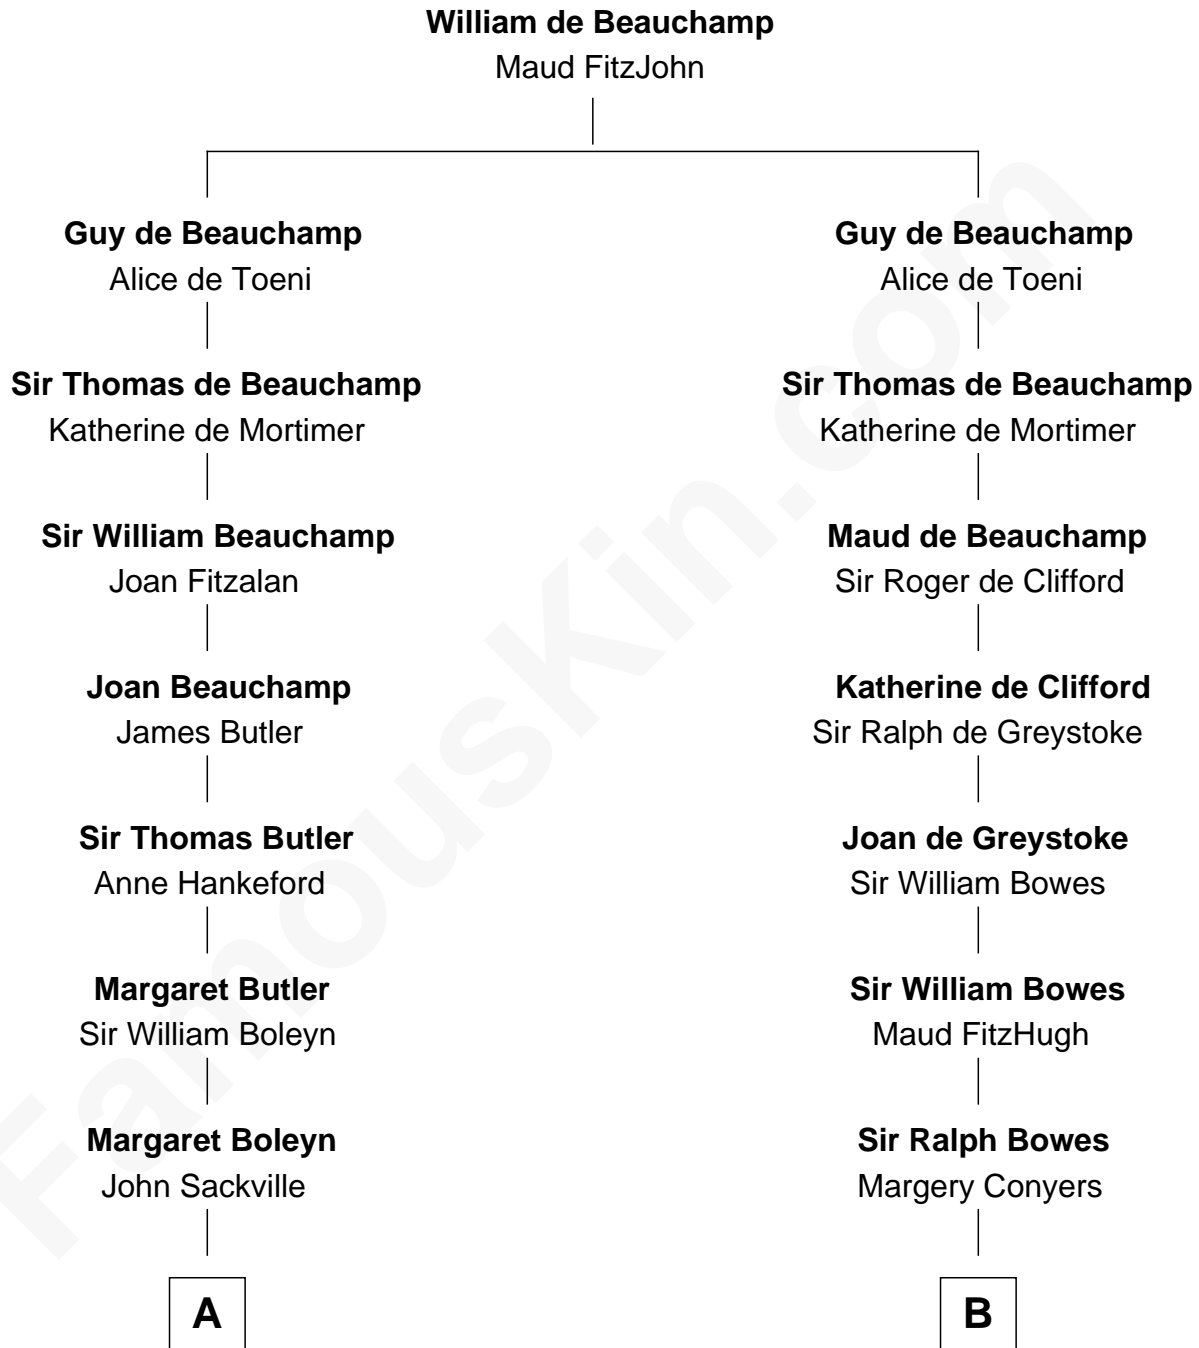 William de Beauchamp
Maud FitzJohn
Guy de Beauchamp
Alice de Toeni
Guy de Beauchamp
Alice de Toeni
Sir Thomas de Beauchamp
Katherine de Mortimer
Sir Thomas de Beauchamp
Katherine de Mortimer
Sir William Beauchamp
Joan Fitzalan
Maud de Beauchamp
Sir Roger de Clifford
Joan Beauchamp
James Butler
Katherine de Clifford
Sir Ralph de Greystoke
Sir Thomas Butler
Anne Hankeford
Joan de Greystoke
Sir William Bowes
Margaret Butler
Sir William Boleyn
Sir William Bowes
Maud FitzHugh
Margaret Boleyn
John Sackville
Sir Ralph Bowes
Margery Conyers
A
B
FamousKin.com